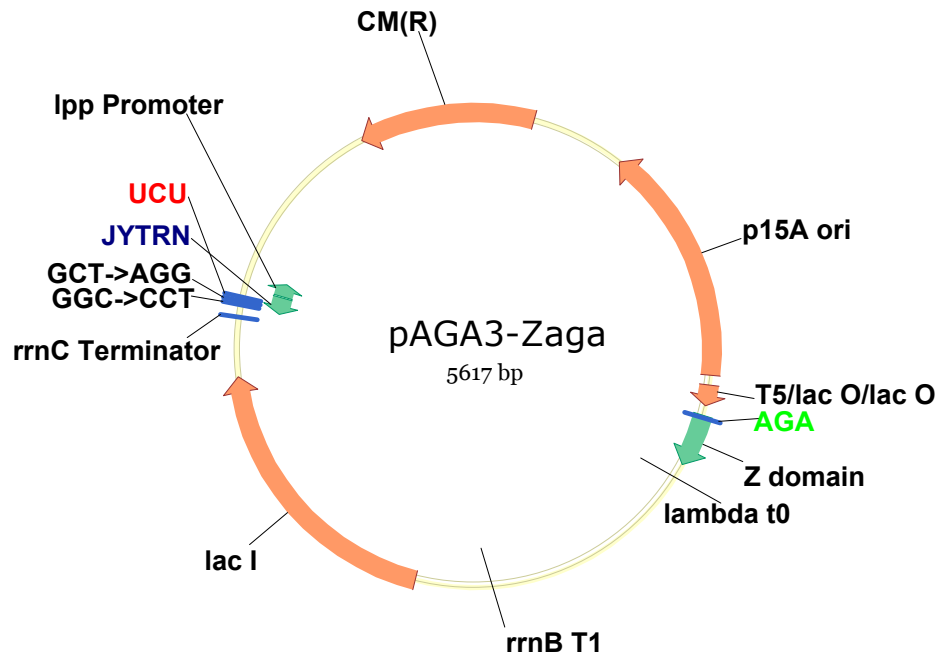 CM(R)
lpp Promoter
UCU
JYTRN
GCT->AGG
GGC->CCT
rrnC Terminator
p15A ori
pAGA3-Zaga
5617 bp
T5/lac O/lac O
AGA
Z domain
lambda t0
lac I
rrnB T1